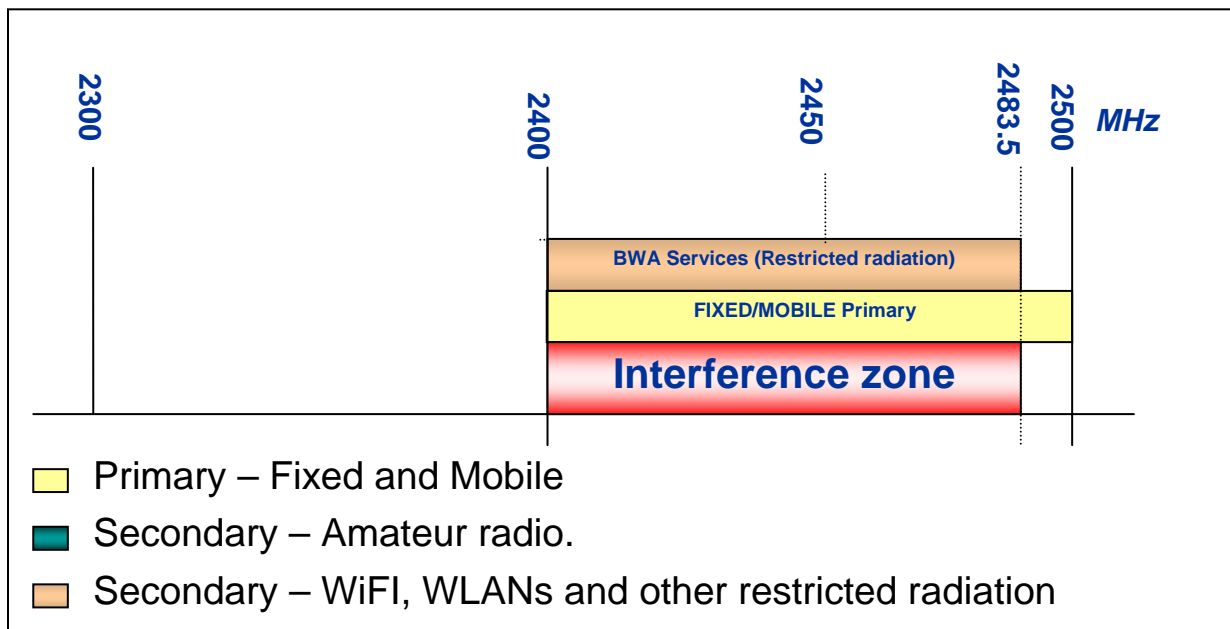 2300
2400
2450
2483.5
2500
MHz
BWA Services (Restricted radiation)
FIXED/MOBILE Primary
Interference zone
Primary – Fixed and Mobile
Secondary – Amateur radio.
Secondary – WiFI, WLANs and other restricted radiation